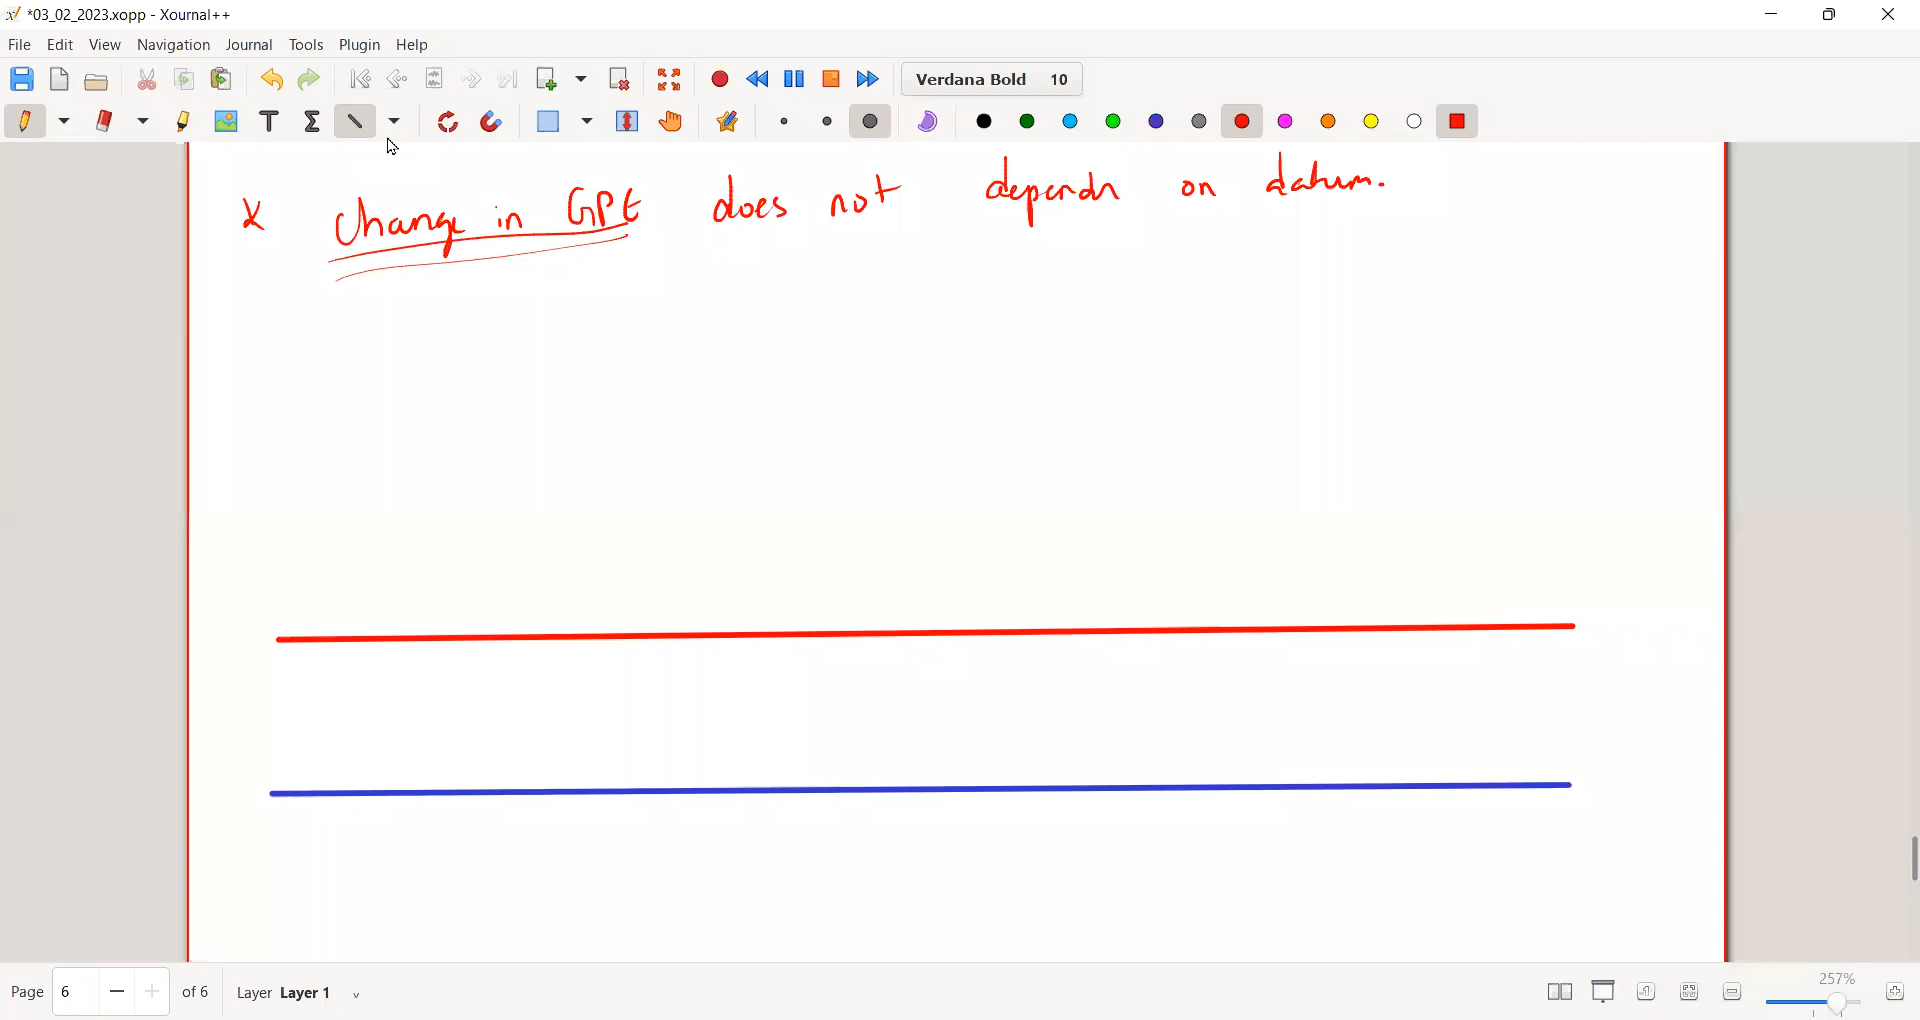 *03_02_2023.xopp - Xournal++
File Edit View Navigation Journal Tools Plugin Help
Verdana Bold 10
Change in GPE does not depends on datum.
Page 6 of 6 Layer Layer 1
257%